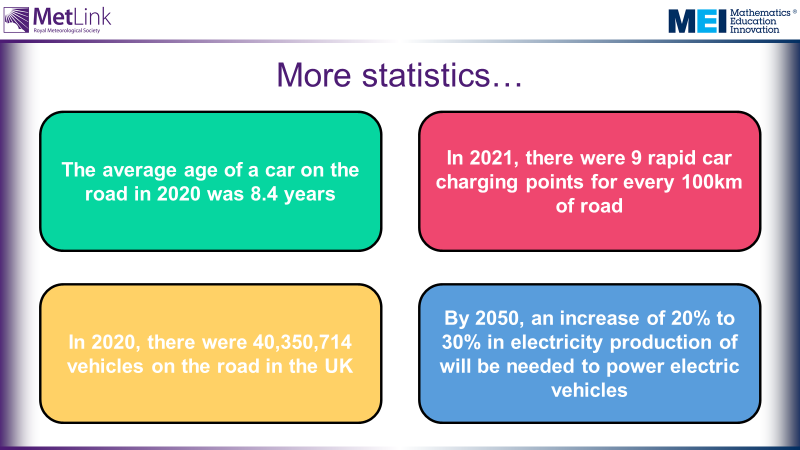 MetLink
Royal Meteorological Society
MEI
Mathematics
Education
Innovation
®
More statistics…
The average age of a car on the
road in 2020 was 8.4 years
In 2021, there were 9 rapid car
charging points for every 100km
of road
In 2020, there were 40,350,714
vehicles on the road in the UK
By 2050, an increase of 20% to
30% in electricity production of
will be needed to power electric
vehicles